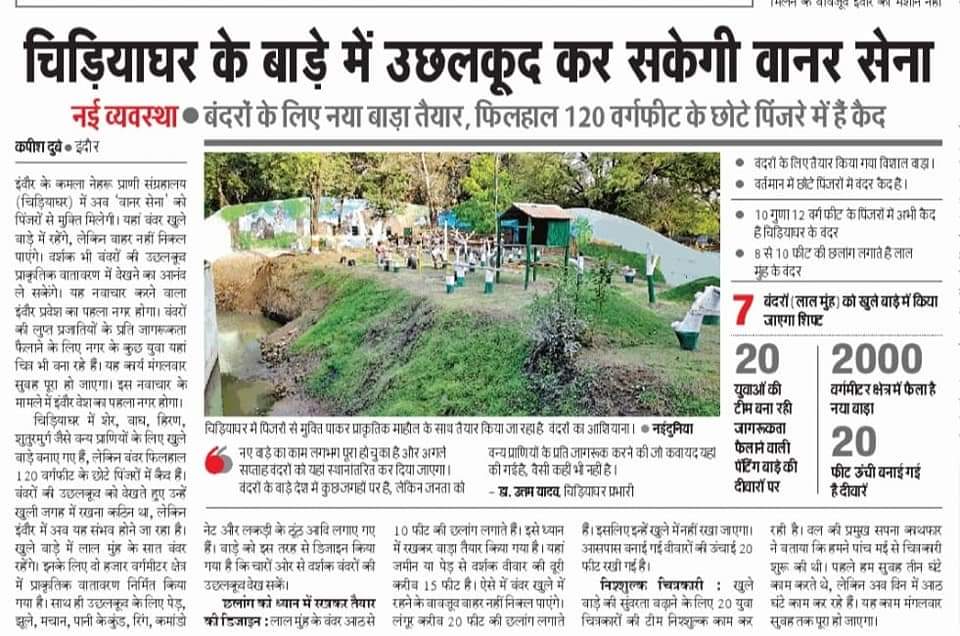 मिलने के बावजूद इंदौर का मेशीन नहीं
चिड़ियाघर के बाड़े में उछलकूद कर सकेगी वानर सेना
नई व्यवस्था ● बंदरों के लिए नया बाड़ा तैयार, फिलहाल 120 वर्गफीट के छोटे पिंजरे में हैं कैद
कपीश दुबे ● इंदौर
इंदौर के कमला नेहरू प्राणी संग्रहालय
(चिड़ियाघर) में अब 'वानर सेना' को
पिंजरों से मुक्ति मिलेगी। यहां बंदर खुले
बाड़े में रहेंगे, लेकिन बाहर नहीं निकल
पाएंगे। दर्शक भी बंदरों की उछलकूद
प्राकृतिक वातावरण में देखने का आनंद
ले सकेंगे। यह नवाचार करने वाला
इंदौर प्रदेश का पहला नगर होगा। बंदरों
की लुप्त प्रजातियों के प्रति जागरूकता
फैलाने के लिए नगर के कुछ युवा यहां
चित्र भी बना रहे हैं। यह कार्य मंगलवार
सुबह पूरा हो जाएगा। इस नवाचार के
मामले में इंदौर देश का पहला नगर होगा।
चिड़ियाघर में शेर, बाघ, हिरण,
शुतुरमुर्ग जैसे वन्य प्राणियों के लिए खुले
बाड़े बनाए गए हैं, लेकिन बंदर फिलहाल
120 वर्गफीट के छोटे पिंजरों में कैद हैं।
बंदरों की उछलकूद को देखते हुए उन्हें
खुली जगह में रखना कठिन था, लेकिन
इंदौर में अब यह संभव होने जा रहा है।
खुले बाड़े में लाल मुंह के सात बंदर
रहेंगे। इनके लिए दो हजार वर्गमीटर क्षेत्र
में प्राकृतिक वातावरण निर्मित किया
गया है। साथ ही उछलकूद के लिए पेड़,
झूले, मचान, पानी के कुंड, रिंग, कमांडो
चिड़ियाघर में पिंजरों से मुक्ति पाकर प्राकृतिक माहौल के साथ तैयार किया जा रहा है बंदरों का आशियाना। ● नईदुनिया
नए बाड़े का काम लगभग पूरा हो चुका है और अगले
सप्ताह बंदरों को यहां स्थानांतरित कर दिया जाएगा।
बंदरों के बाड़े देश में कुछ जगहों पर हैं, लेकिन जनता को
वन्य प्राणियों के प्रति जागरूक करने की जो कवायद यहां
की गई है, वैसी कहीं भी नहीं है।
- डा. उत्तम यादव, चिड़ियाघर प्रभारी
● बंदरों के लिए तैयार किया गया विशाल बाड़ा।
● वर्तमान में छोटे पिंजरों में बंदर कैद हैं।
● 10 गुणा 12 वर्ग फीट के पिंजरों में अभी कैद
हैं चिड़ियाघर के बंदर
● 8 से 10 फीट की छलांग लगाते हैं लाल
मुंह के बंदर
7 बंदरों (लाल मुंह) को खुले बाड़े में किया
जाएगा शिफ्ट
20
युवाओं की
टीम बना रही
जागरूकता
फैलाने वाली
पेंटिंग बाड़े की
दीवारों पर
2000
वर्गमीटर क्षेत्र में फैला है
नया बाड़ा
20
फीट ऊंची बनाई गई
हैं दीवारें
नेट और लकड़ी के ठूंठ आदि लगाए गए
हैं। बाड़े को इस तरह से डिजाइन किया
गया है कि चारों ओर से दर्शक बंदरों की
उछलकूद देख सकें।
छलांग को ध्यान में रखकर तैयार
की डिजाइन : लाल मुंह के बंदर आठ से
10 फीट की छलांग लगाते हैं। इसे ध्यान
में रखकर बाड़ा तैयार किया गया है। यहां
जमीन या पेड़ से दर्शक दीवार की दूरी
करीब 15 फीट है। ऐसे में बंदर खुले में
रहने के बावजूद बाहर नहीं निकल पाएंगे।
लंगूर करीब 20 फीट की छलांग लगाते
हैं। इसलिए इन्हें खुले में नहीं रखा जाएगा।
आसपास बनाई गई दीवारों की ऊंचाई 20
फीट रखी गई है।
निश्शुल्क चित्रकारी : खुले
बाड़े की सुंदरता बढ़ाने के लिए 20 युवा
चित्रकारों की टीम निश्शुल्क काम कर
रही है। दल की प्रमुख सपना काथफार
ने बताया कि हमने पांच मई से चित्रकारी
शुरू की थी। पहले हम सुबह तीन घंटे
काम करते थे, लेकिन अब दिन में आठ
घंटे काम कर रहे हैं। यह काम मंगलवार
सुबह तक पूरा हो जाएगा।